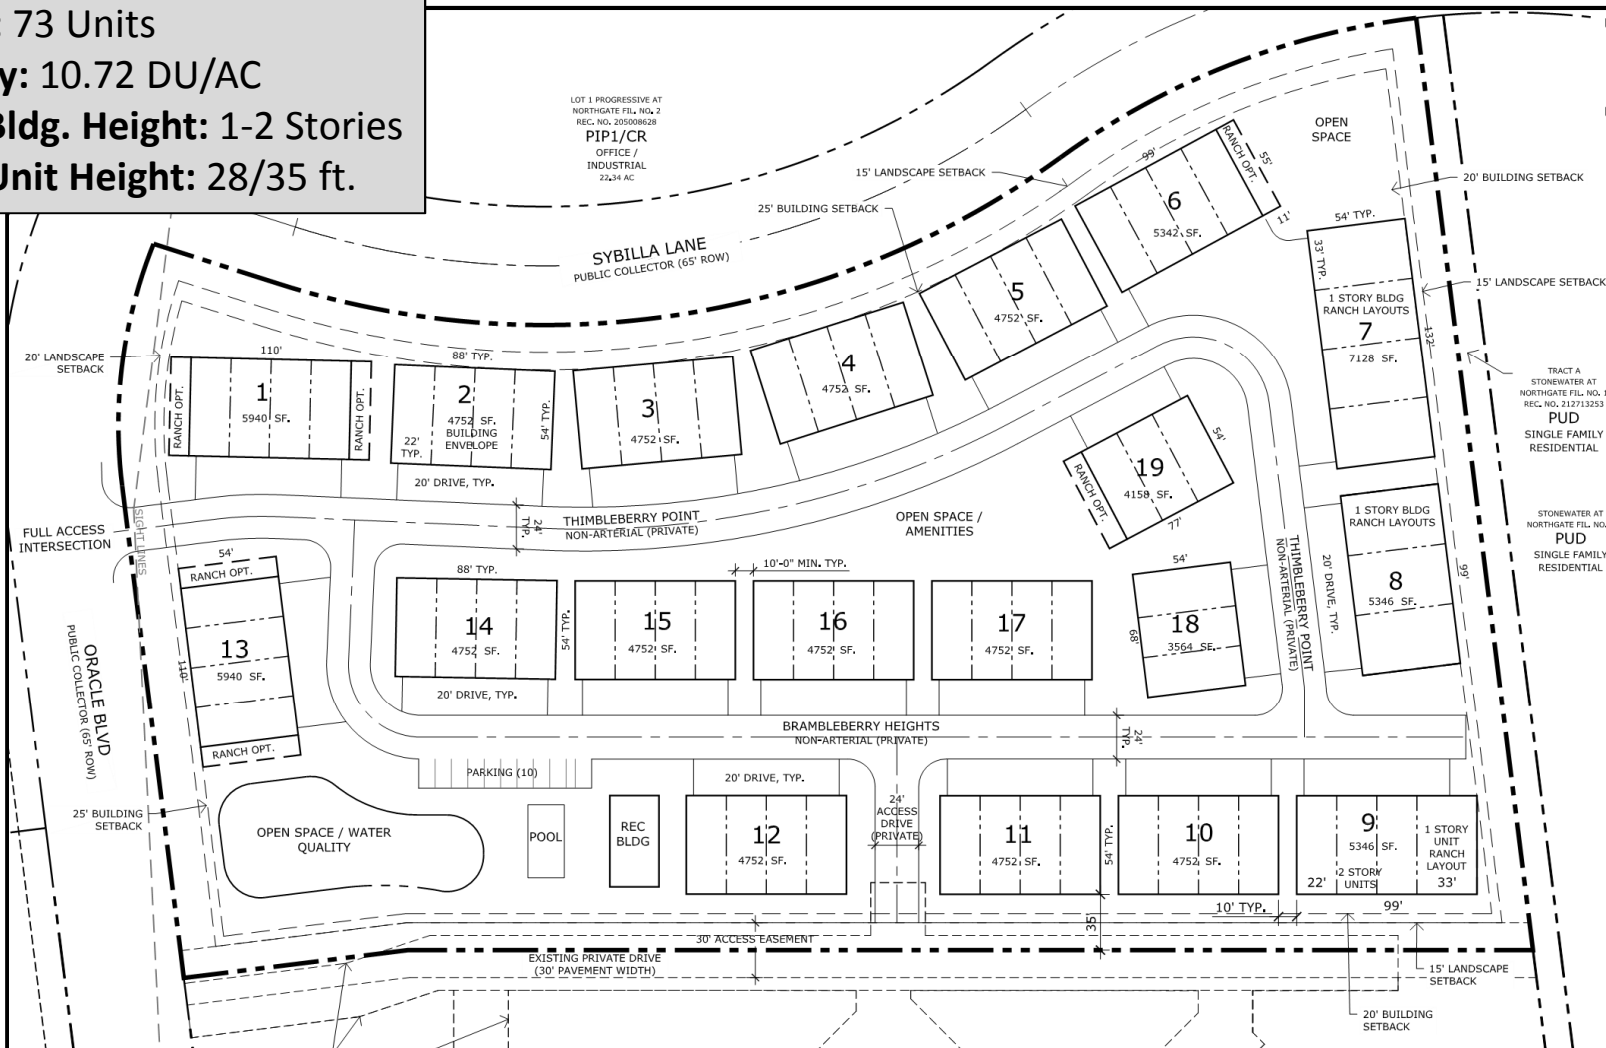 : 73 Units
y: 10.72 DU/AC
Bldg. Height: 1-2 Stories
Unit Height: 28/35 ft.
LOT 1 PROGRESSIVE AT
NORTHGATE FIL. NO. 2
REC. NO. 205008628
PIP1/CR
OFFICE /
INDUSTRIAL
22.34 AC
15' LANDSCAPE SETBACK
25' BUILDING SETBACK
SYBILLA LANE
PUBLIC COLLECTOR (65' ROW)
OPEN
SPACE
20' BUILDING SETBACK
15' LANDSCAPE SETBACK
TRACT A
STONEWATER AT
NORTHGATE FIL. NO. 1
REC. NO. 212713253
PUD
SINGLE FAMILY
RESIDENTIAL
STONEWATER AT
NORTHGATE FIL. NO.
PUD
SINGLE FAMILY
RESIDENTIAL
20' LANDSCAPE
SETBACK
110'
RANCH OPT.
1
5940 SF.
RANCH OPT.
88' TYP.
2
4752 SF.
BUILDING
ENVELOPE
22'
TYP.
54' TYP.
20' DRIVE, TYP.
3
4752 SF.
4
4752 SF.
5
4752 SF.
99'
6
5342 SF.
RANCH OPT.
55'
11'
54' TYP.
33' TYP.
1 STORY BLDG
RANCH LAYOUTS
7
7128 SF.
132'
1 STORY BLDG
RANCH LAYOUTS
8
5346 SF.
99'
20' DRIVE, TYP.
54'
19
4158 SF.
RANCH OPT.
77'
54'
18
3564 SF.
68'
THIMBLEBERRY POINT
NON-ARTERIAL (PRIVATE)
FULL ACCESS
INTERSECTION
SIGHT LINES
24'
TYP.
THIMBLEBERRY POINT
NON-ARTERIAL (PRIVATE)
OPEN SPACE /
AMENITIES
54'
RANCH OPT.
13
5940 SF.
110'
RANCH OPT.
ORACLE BLVD
PUBLIC COLLECTOR (65' ROW)
88' TYP.
14
4752 SF.
54' TYP.
20' DRIVE, TYP.
15
4752 SF.
10'-0" MIN. TYP.
16
4752 SF.
17
4752 SF.
BRAMBLEBERRY HEIGHTS
NON-ARTERIAL (PRIVATE)
24'
TYP.
PARKING (10)
20' DRIVE, TYP.
25' BUILDING
SETBACK
OPEN SPACE / WATER
QUALITY
POOL
REC
BLDG
12
4752 SF.
24'
ACCESS
DRIVE
(PRIVATE)
11
4752 SF.
54' TYP.
10
4752 SF.
9
5346 SF.
1 STORY
UNIT
RANCH
LAYOUT
33'
22'
2 STORY
UNITS
10' TYP.
99'
35'
30' ACCESS EASEMENT
EXISTING PRIVATE DRIVE
(30' PAVEMENT WIDTH)
15' LANDSCAPE
SETBACK
20' BUILDING
SETBACK